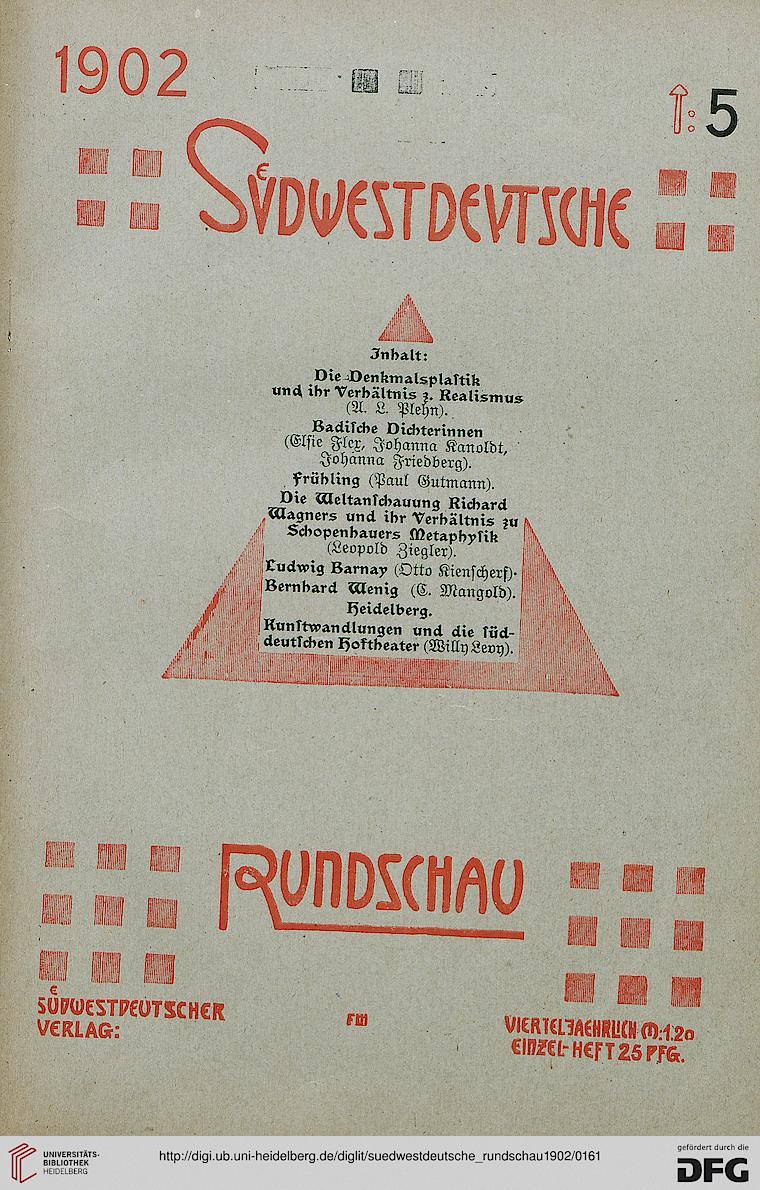 1902
: 5
Südwestdeutsche
Inhalt:
Die Denkmalsplaſtik
und ihr Verhältnis z. Realismus
(A. L. Plehn).
Badiſche Dichterinnen
(Elſie Flex, Johanna Kanoldt,
Johanna Friedberg).
Frühling (Paul Gutmann).
Die Weltanſchauung Richard
Wagners und ihr Verhältnis zu
Schopenhauers Metaphyſik
(Leopold Ziegler).
Ludwig Barnay (Otto Kienſcherf).
Bernhard Wenig (C. Mangold).
Heidelberg.
Kunſtwandlungen und die ſüd-
deutſchen Hoftheater (Willy Levy).
Rundschau
Südwestdeutscher
Verlag:
Vierteljaehrlich M:1.20
Einzel-Heft 25 Pfg.
UNIVERSITÄTS-
BIBLIOTHEK
HEIDELBERG
http://digi.ub.uni-heidelberg.de/diglit/suedwestdeutsche_rundschau1902/0161
gefördert durch die
DFG